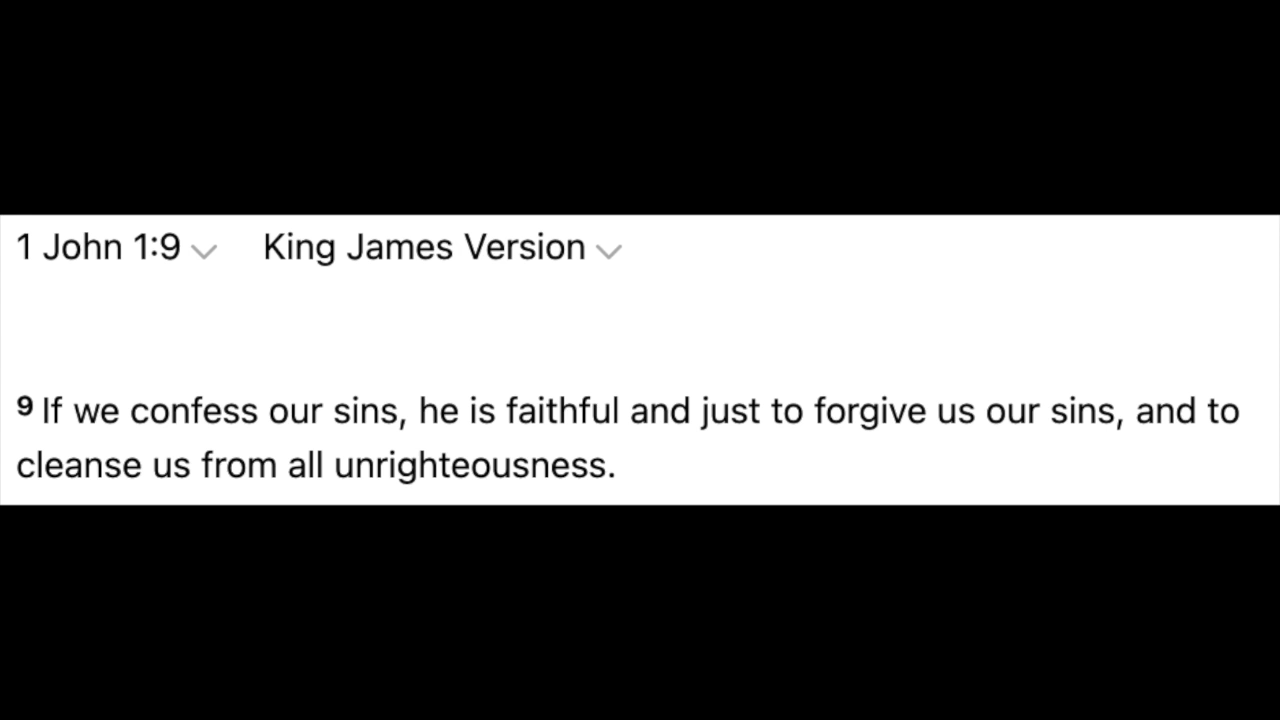 1 John 1:9 King James Version
9 If we confess our sins, he is faithful and just to forgive us our sins, and to
cleanse us from all unrighteousness.